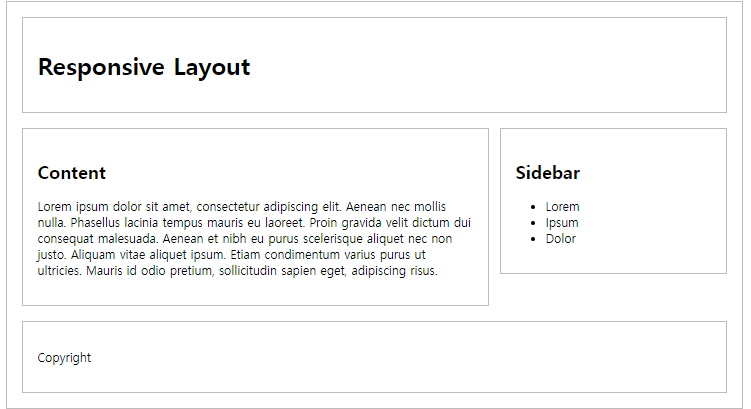 Responsive Layout
Content
Lorem ipsum dolor sit amet, consectetur adipiscing elit. Aenean nec mollis
nulla. Phasellus lacinia tempus mauris eu laoreet. Proin gravida velit dictum dui
consequat malesuada. Aenean et nibh eu purus scelerisque aliquet nec non
justo. Aliquam vitae aliquet ipsum. Etiam condimentum varius purus ut
ultricies. Mauris id odio pretium, sollicitudin sapien eget, adipiscing risus.
Sidebar
• Lorem
• Ipsum
• Dolor
Copyright